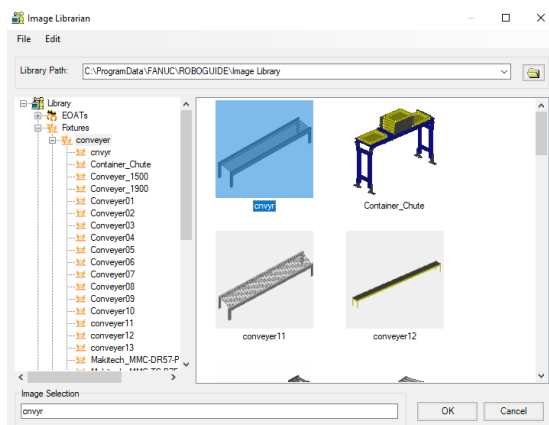 Image Librarian
File Edit
Library Path: C:\ProgramData\FANUC\ROBOGUIDE\Image Library
Library
EOATs
Fixtures
conveyer
cnvyr
Container_Chute
Conveyer_1500
Conveyer_1900
Conveyer01
Conveyer02
Conveyer03
Conveyer04
Conveyer05
Conveyer06
Conveyer07
Conveyer08
Conveyer09
Conveyer10
conveyer11
conveyer12
conveyer13
Makitech_MMC-DR57-P
cnvyr
Container_Chute
conveyer11
conveyer12
Image Selection
cnvyr
OK
Cancel